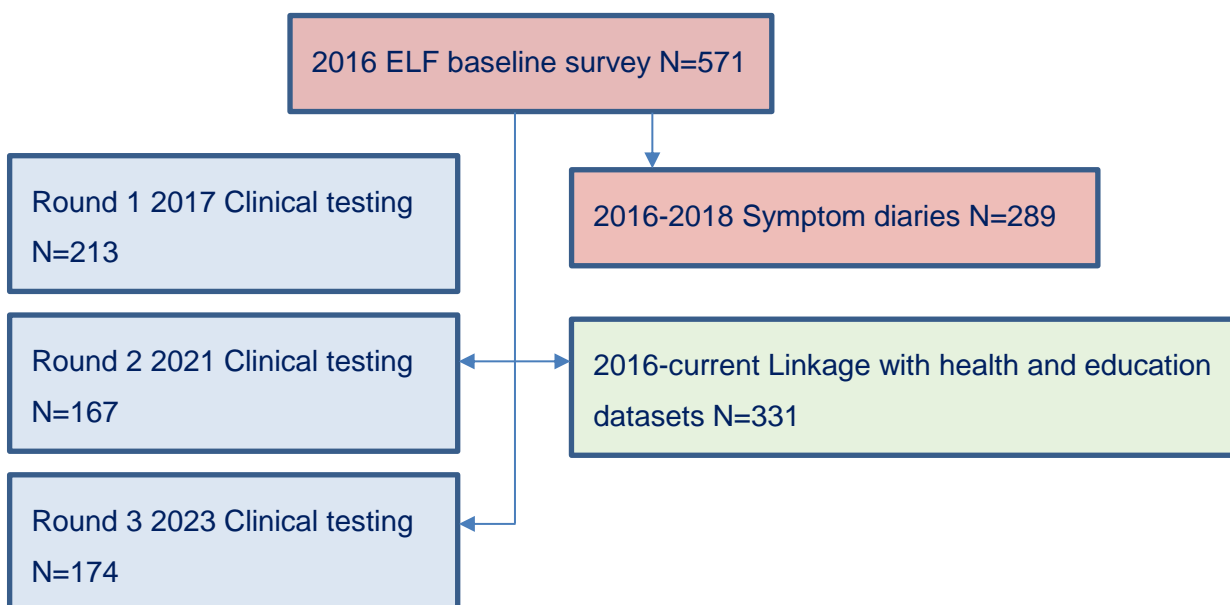 2016 ELF baseline survey N=571
Round 1 2017 Clinical testing
N=213
2016-2018 Symptom diaries N=289
Round 2 2021 Clinical testing
N=167
2016-current Linkage with health and education
datasets N=331
Round 3 2023 Clinical testing
N=174